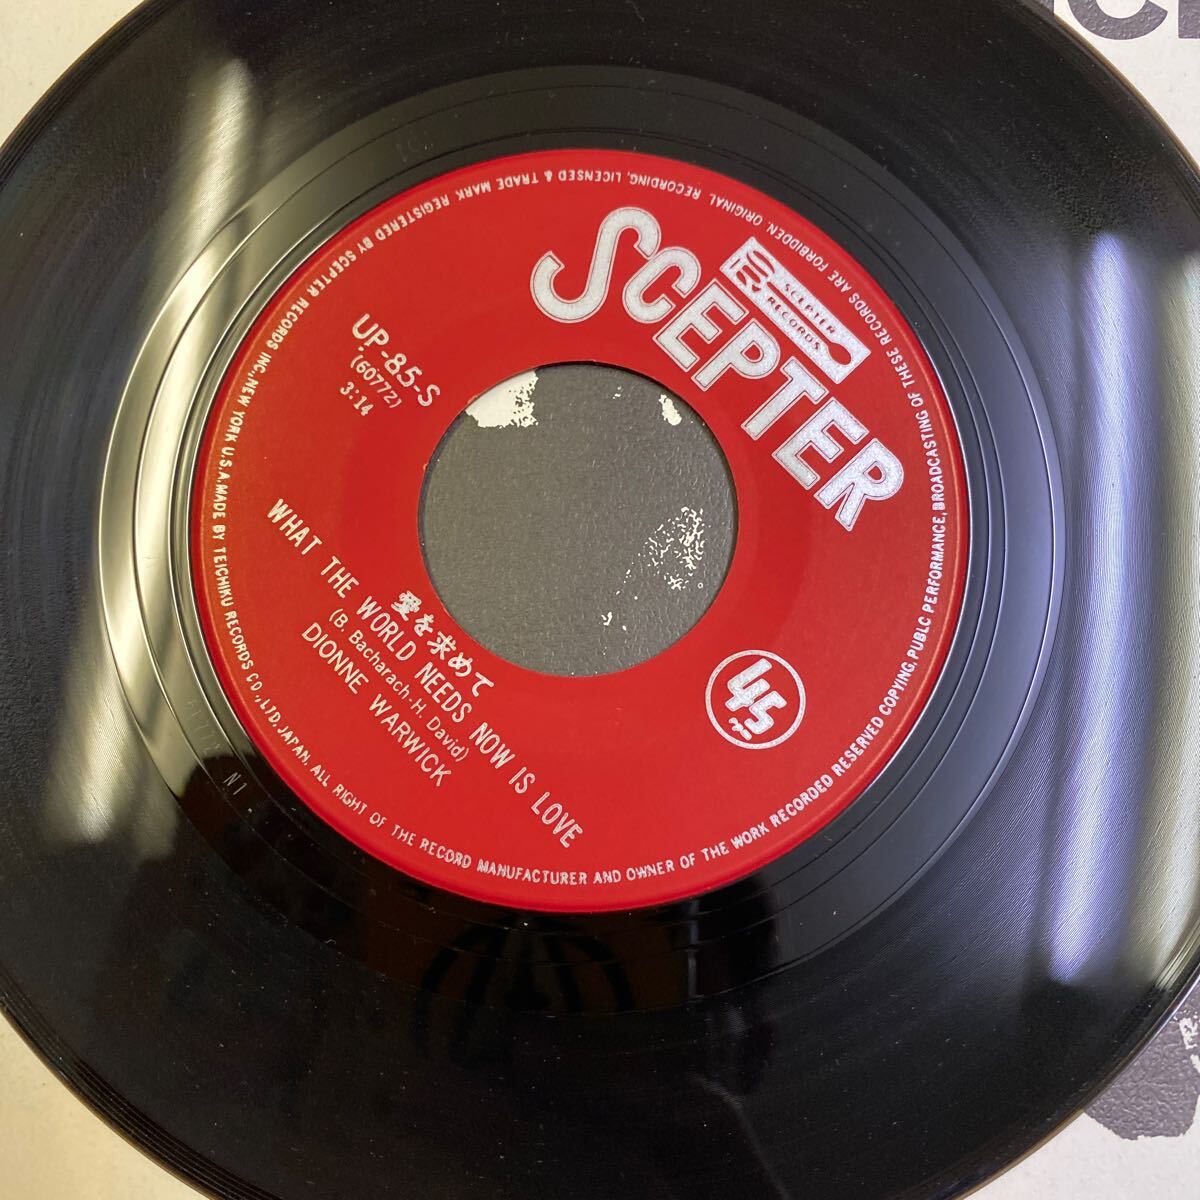 SCEPTER
SCEPTER
RECORDS
UP-85-S
(60772)
3:14
45
愛を求めて
WHAT THE WORLD NEEDS NOW IS LOVE
(B. Bacharach-H. David)
DIONNE WARWICK
TRADE MARK REGISTERED BY SCEPTER RECORDS INC., NEW YORK U.S.A. MADE BY TEICHIKU RECORDS CO., LTD. JAPAN. ALL RIGHT OF THE RECORD MANUFACTURER AND OWNER OF THE WORK RECORDED RESERVED COPYING, PUBLC PERFORMANCE, BROADCASTING OF THESE RECORDS ARE FORBIDDEN. ORIGINAL RECORDING, LICENSED &
N1